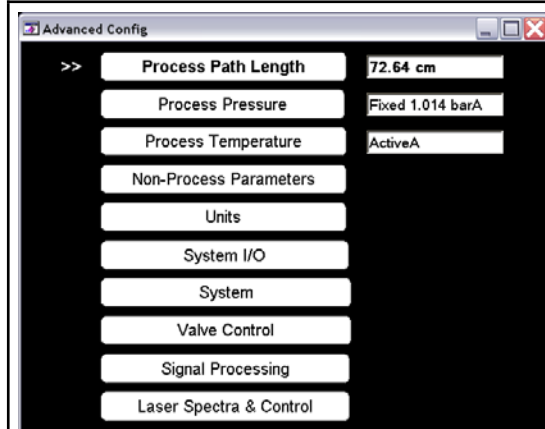 Advanced Config
>> Process Path Length 72.64 cm
Process Pressure Fixed 1.014 barA
Process Temperature ActiveA
Non-Process Parameters
Units
System I/O
System
Valve Control
Signal Processing
Laser Spectra & Control